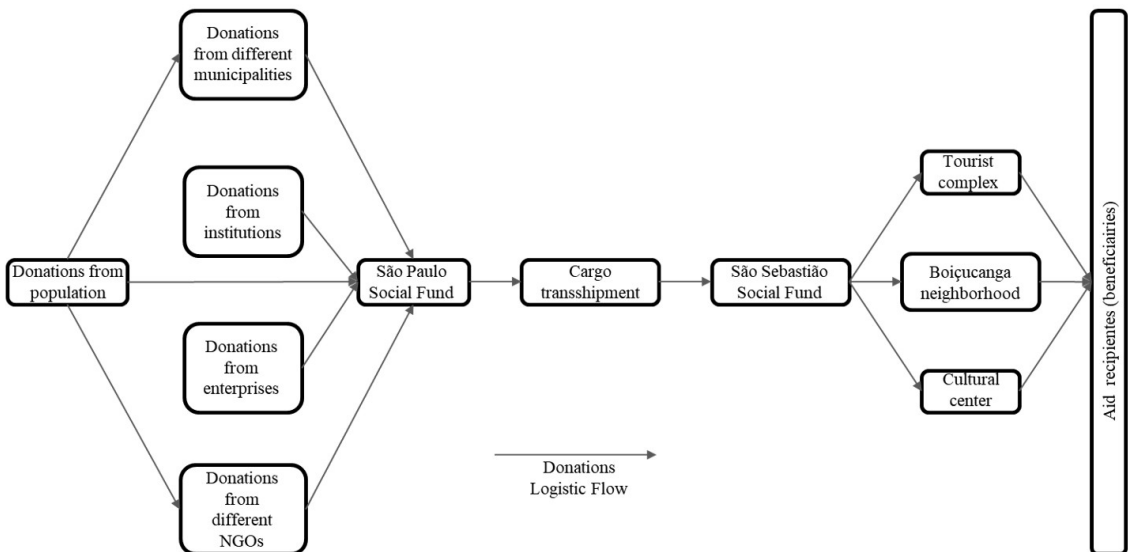 Donations
from different
municipalities
Donations
from
institutions
Donations from
population
São Paulo
Social Fund
Cargo
transshipment
São Sebastião
Social Fund
Tourist
complex
Boiçucanga
neighborhood
Cultural
center
Donations
from
enterprises
Donations
from
different
NGOs
Donations
Logistic Flow
Aid recipientes (beneficiairies)